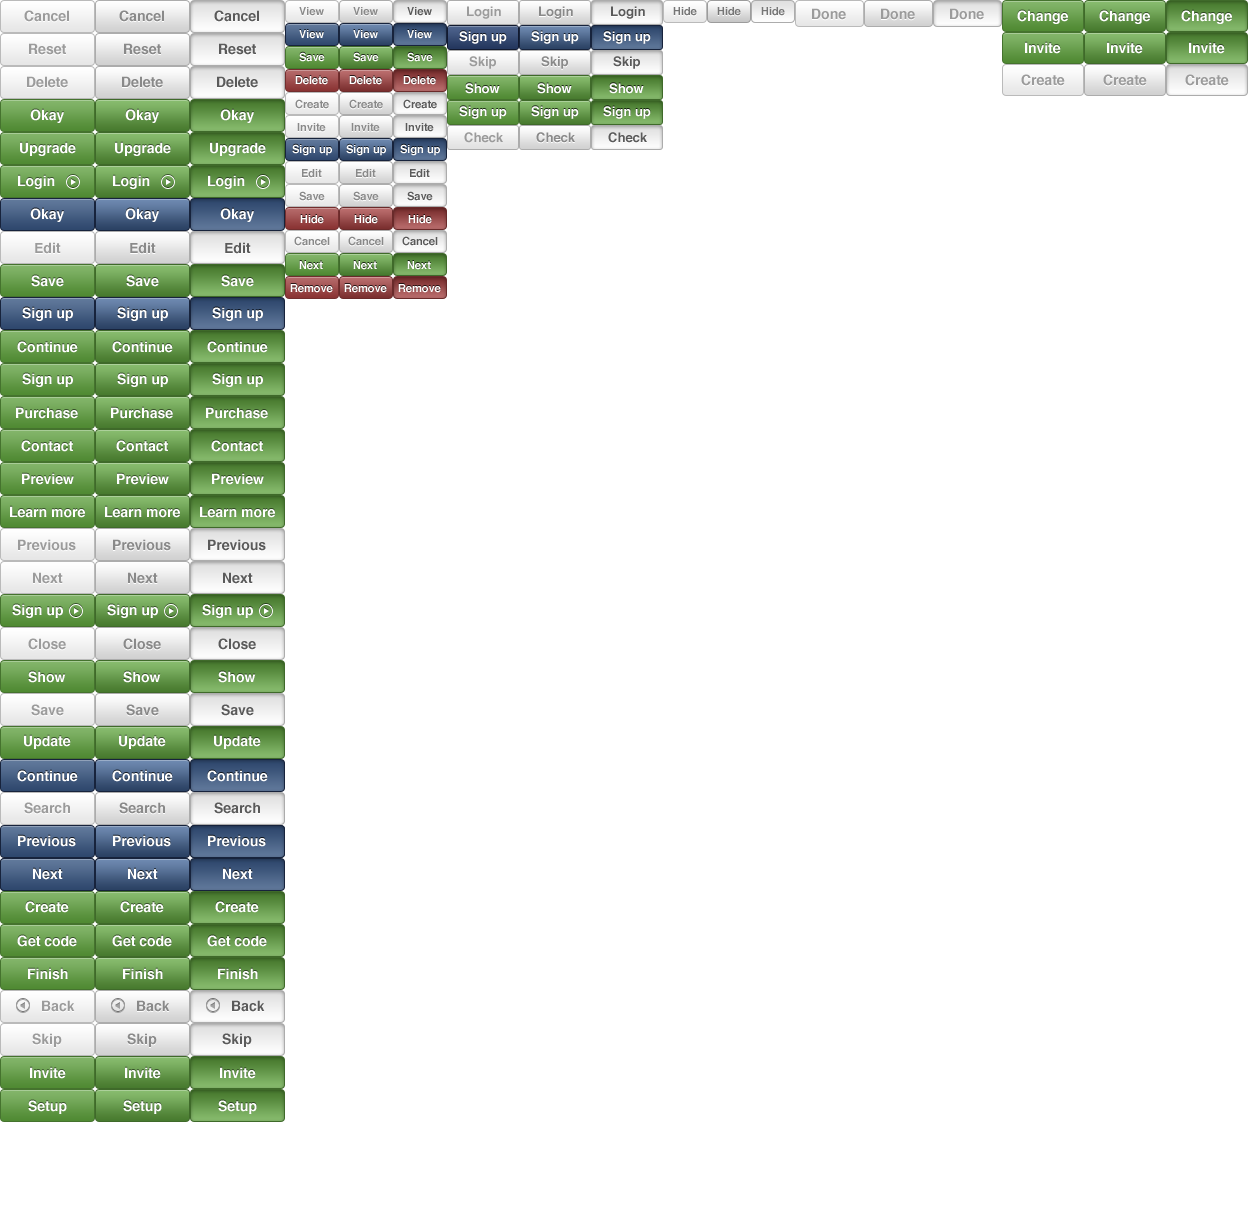 Cancel Cancel Cancel
Reset Reset Reset
Delete Delete Delete
Okay Okay Okay
Upgrade Upgrade Upgrade
Login Login Login
Okay Okay Okay
Edit Edit Edit
Save Save Save
Sign up Sign up Sign up
Continue Continue Continue
Sign up Sign up Sign up
Purchase Purchase Purchase
Contact Contact Contact
Preview Preview Preview
Learn more Learn more Learn more
Previous Previous Previous
Next Next Next
Sign up Sign up Sign up
Close Close Close
Show Show Show
Save Save Save
Update Update Update
Continue Continue Continue
Search Search Search
Previous Previous Previous
Next Next Next
Create Create Create
Get code Get code Get code
Finish Finish Finish
Back Back Back
Skip Skip Skip
Invite Invite Invite
Setup Setup Setup
View View View
View View View
Save Save Save
Delete Delete Delete
Create Create Create
Invite Invite Invite
Sign up Sign up Sign up
Edit Edit Edit
Save Save Save
Hide Hide Hide
Cancel Cancel Cancel
Next Next Next
Remove Remove Remove
Login Login Login
Sign up Sign up Sign up
Skip Skip Skip
Show Show Show
Sign up Sign up Sign up
Check Check Check
Hide Hide Hide
Done Done Done
Change Change Change
Invite Invite Invite
Create Create Create